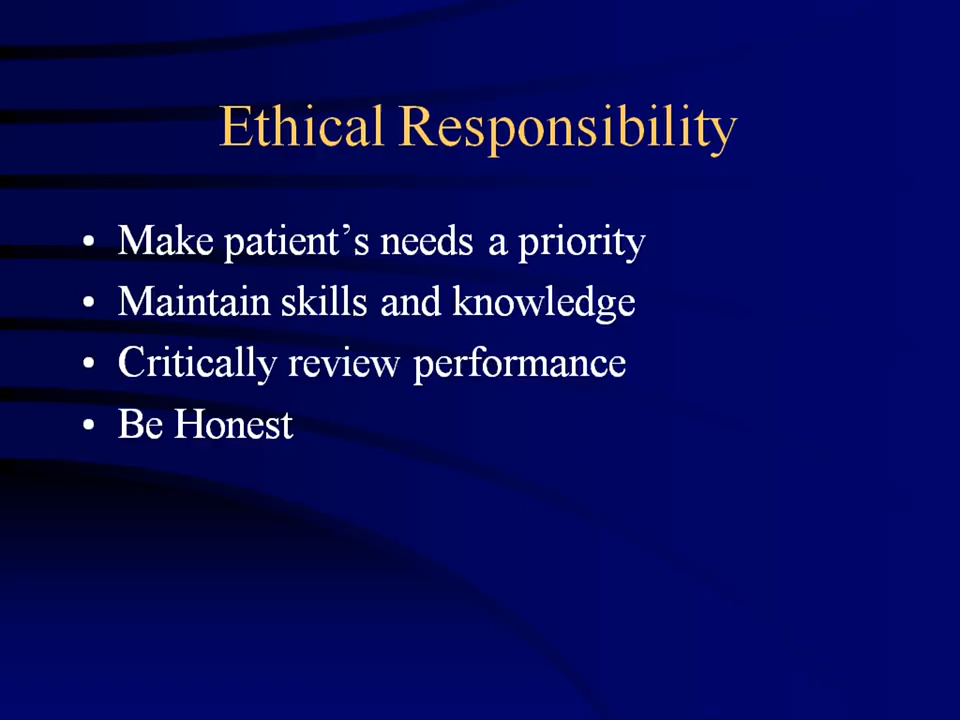 Ethical Responsibility
• Make patient's needs a priority
• Maintain skills and knowledge
• Critically review performance
• Be Honest